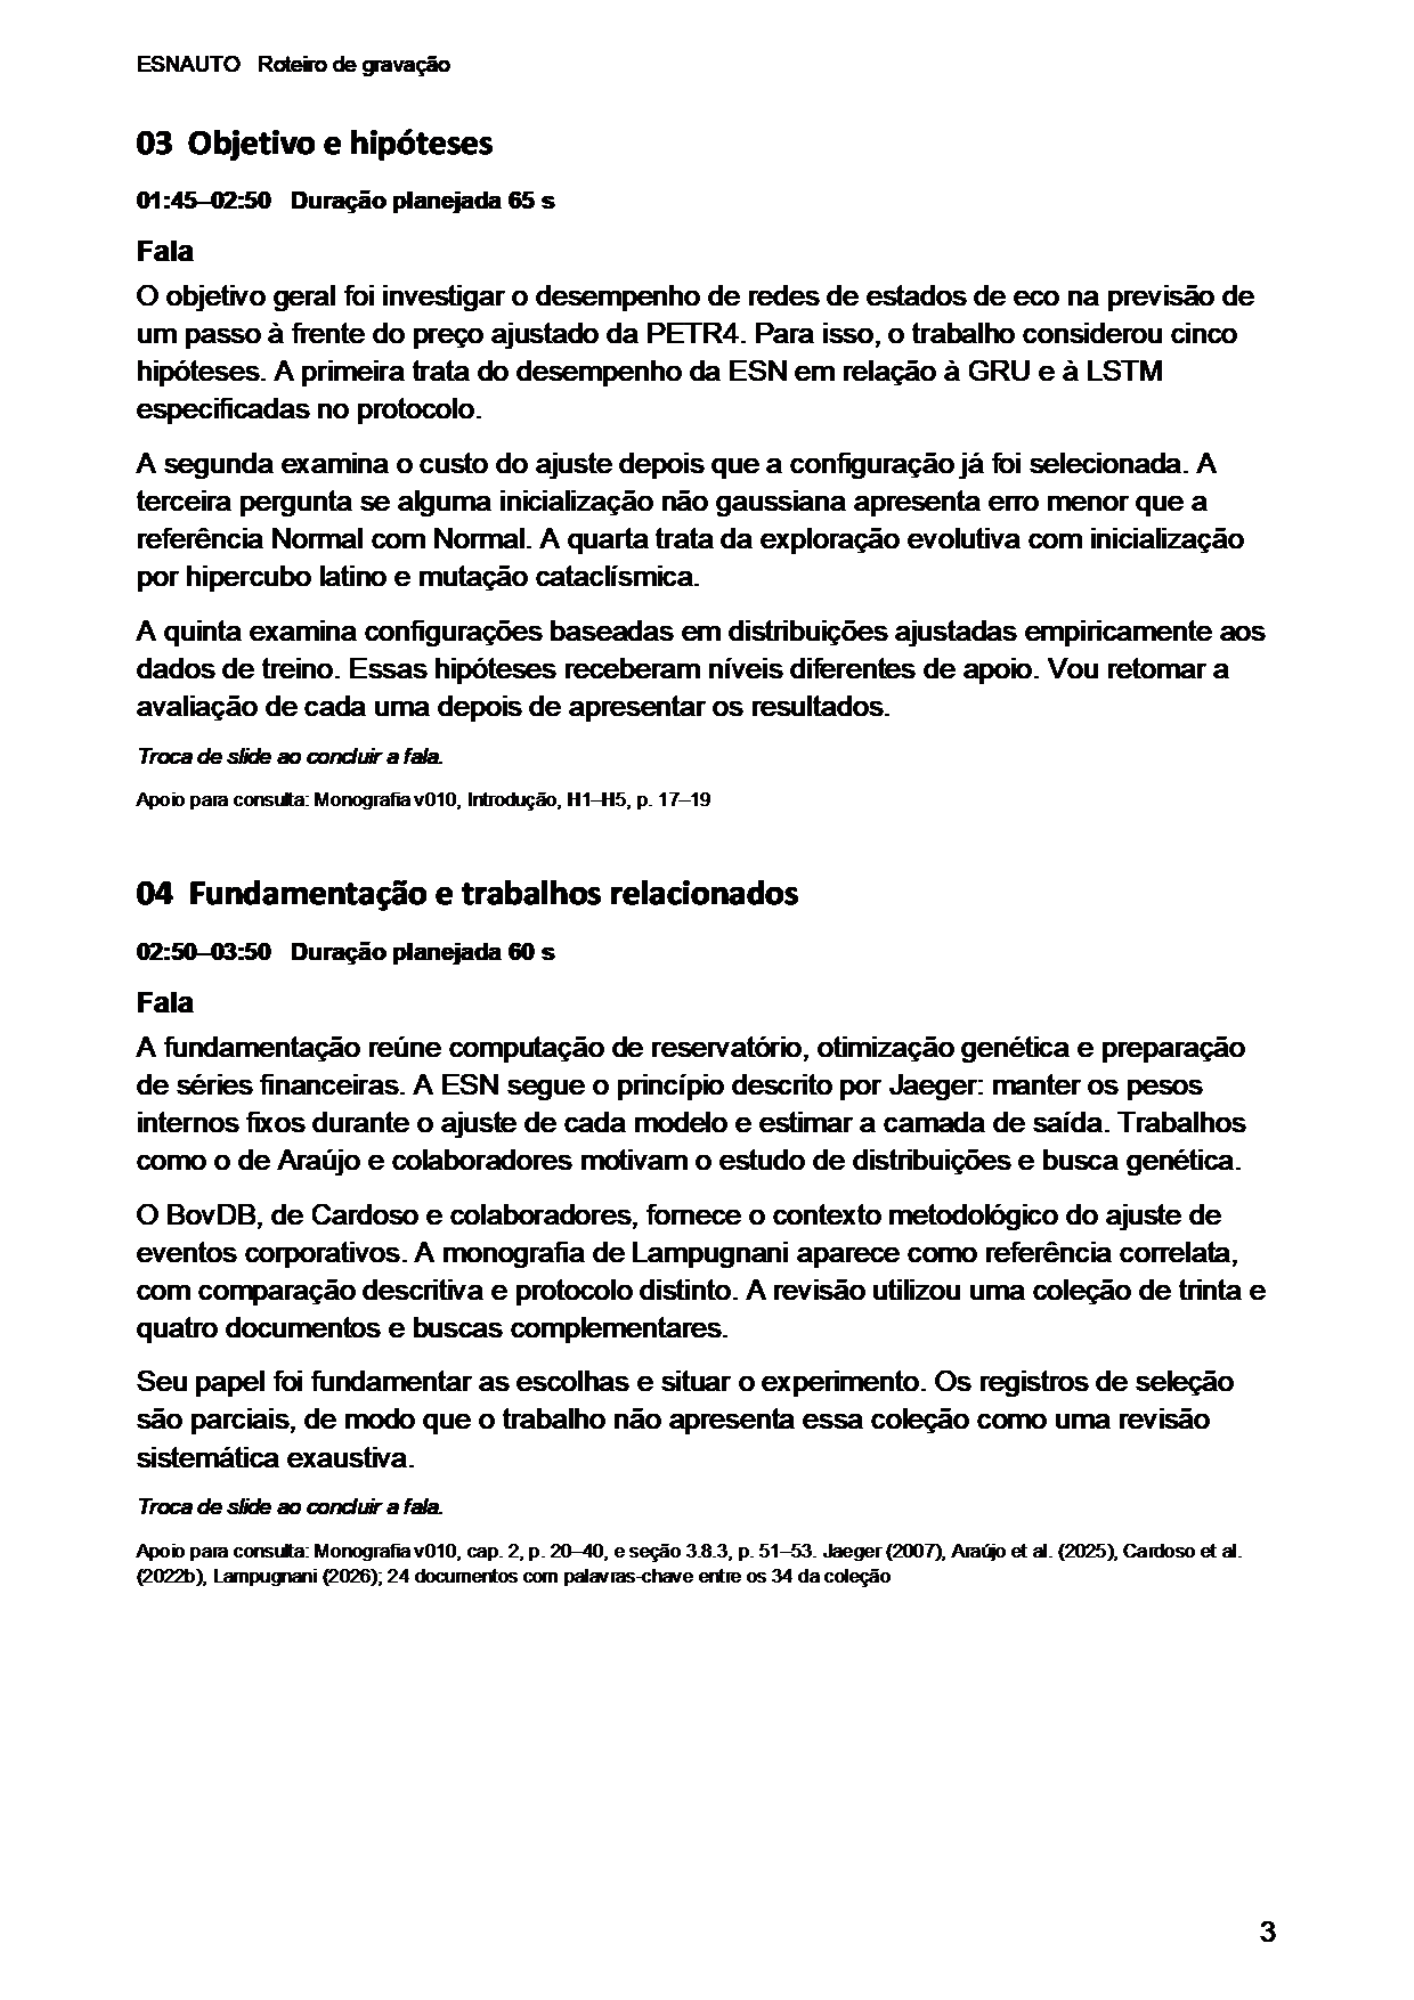 ESNAUTO Roteiro de gravação
03 Objetivo e hipóteses
01:45–02:50 Duração planejada 65 s
Fala
O objetivo geral foi investigar o desempenho de redes de estados de eco na previsão de
um passo à frente do preço ajustado da PETR4. Para isso, o trabalho considerou cinco
hipóteses. A primeira trata do desempenho da ESN em relação à GRU e à LSTM
especificadas no protocolo.
A segunda examina o custo do ajuste depois que a configuração já foi selecionada. A
terceira pergunta se alguma inicialização não gaussiana apresenta erro menor que a
referência Normal com Normal. A quarta trata da exploração evolutiva com inicialização
por hipercubo latino e mutação cataclísmica.
A quinta examina configurações baseadas em distribuições ajustadas empiricamente aos
dados de treino. Essas hipóteses receberam níveis diferentes de apoio. Vou retomar a
avaliação de cada uma depois de apresentar os resultados.
Troca de slide ao concluir a fala.
Apoio para consulta: Monografia v010, Introdução, H1–H5, p. 17–19
04 Fundamentação e trabalhos relacionados
02:50–03:50 Duração planejada 60 s
Fala
A fundamentação reúne computação de reservatório, otimização genética e preparação
de séries financeiras. A ESN segue o princípio descrito por Jaeger: manter os pesos
internos fixos durante o ajuste de cada modelo e estimar a camada de saída. Trabalhos
como o de Araújo e colaboradores motivam o estudo de distribuições e busca genética.
O BovDB, de Cardoso e colaboradores, fornece o contexto metodológico do ajuste de
eventos corporativos. A monografia de Lampugnani aparece como referência correlata,
com comparação descritiva e protocolo distinto. A revisão utilizou uma coleção de trinta e
quatro documentos e buscas complementares.
Seu papel foi fundamentar as escolhas e situar o experimento. Os registros de seleção
são parciais, de modo que o trabalho não apresenta essa coleção como uma revisão
sistemática exaustiva.
Troca de slide ao concluir a fala.
Apoio para consulta: Monografia v010, cap. 2, p. 20–40, e seção 3.8.3, p. 51–53. Jaeger (2007), Araújo et al. (2025), Cardoso et al.
(2022b), Lampugnani (2026); 24 documentos com palavras-chave entre os 34 da coleção
3